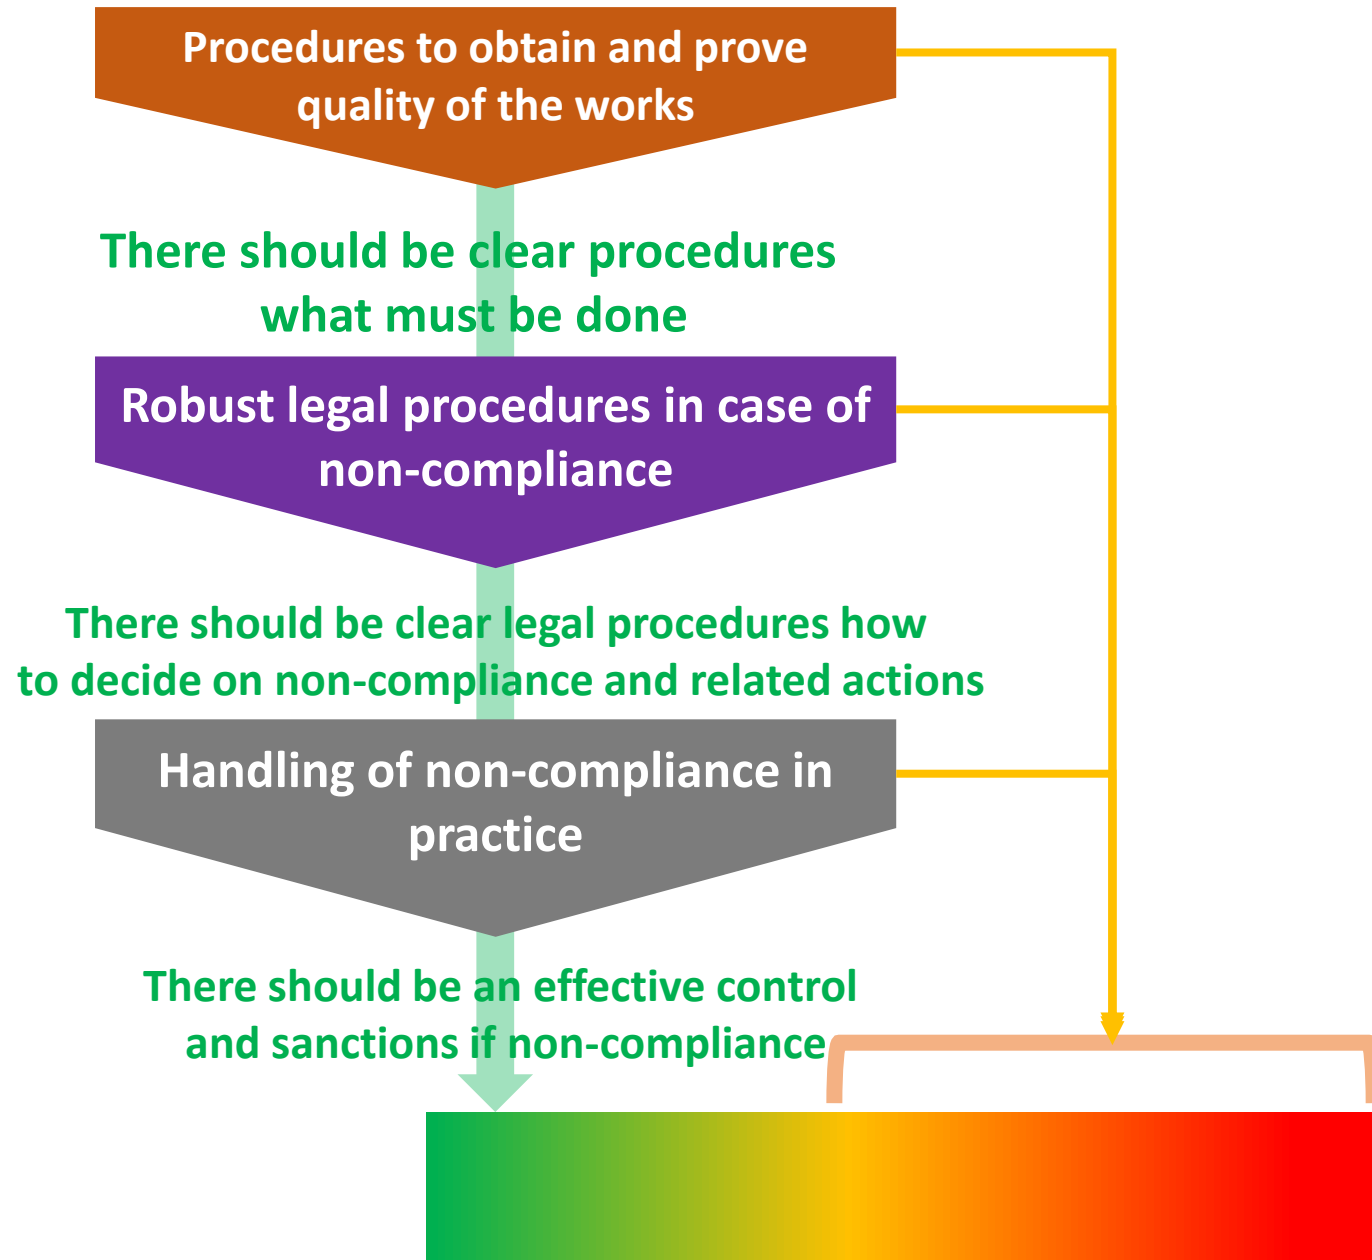 Procedures to obtain and prove
quality of the works
There should be clear procedures
what must be done
Robust legal procedures in case of
non-compliance
There should be clear legal procedures how
to decide on non-compliance and related actions
Handling of non-compliance in
practice
There should be an effective control
and sanctions if non-compliance